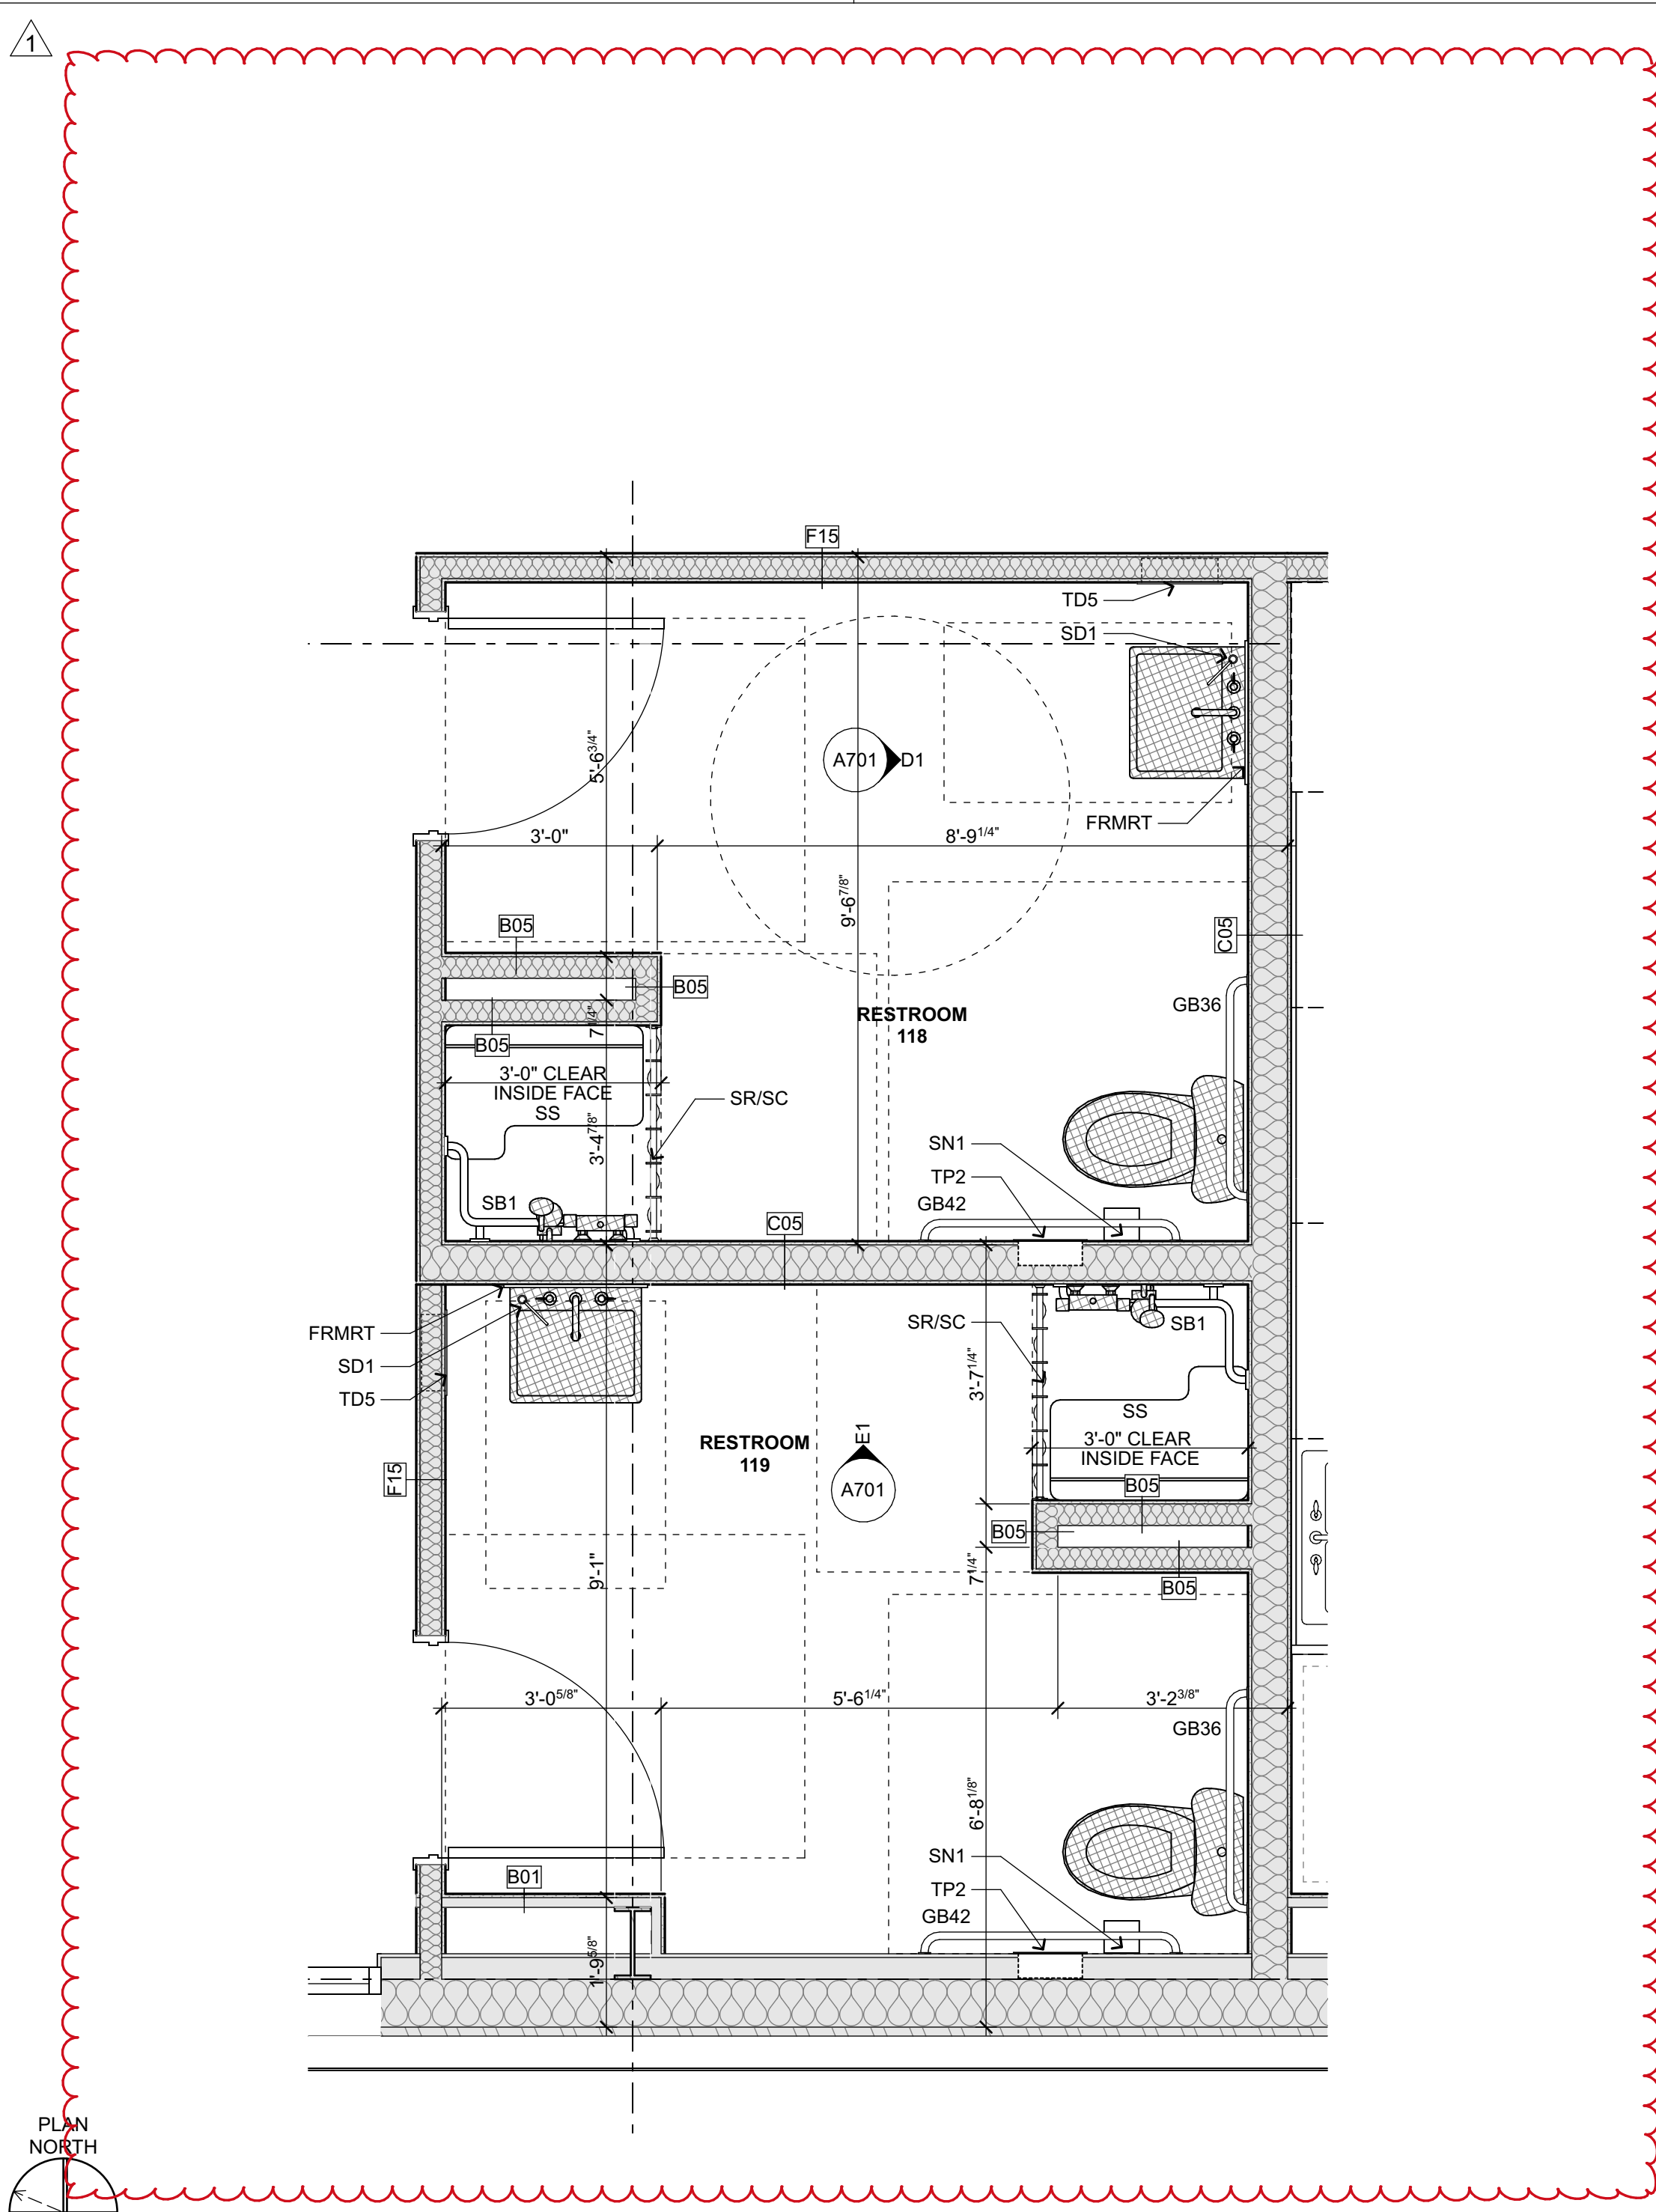 1
F15
TD5
SD1
5'-6 3/4"
A701
D1
FRMRT
3'-0"
8'-9 1/4"
9'-6 7/8"
B05
C05
B05
GB36
RESTROOM
118
7 1/4"
B05
3'-0" CLEAR
INSIDE FACE
SS
SR/SC
3'-4 7/8"
SN1
TP2
SB1
GB42
C05
FRMRT
SD1
TD5
SR/SC
SB1
3'-7 1/4"
SS
E1
RESTROOM
119
3'-0" CLEAR
INSIDE FACE
F15
A701
B05
B05
9'-1"
7 1/4"
B05
3'-0 5/8"
5'-6 1/4"
3'-2 3/8"
GB36
6'-8 1/8"
SN1
B01
TP2
GB42
1'-9 5/8"
PLAN
NORTH